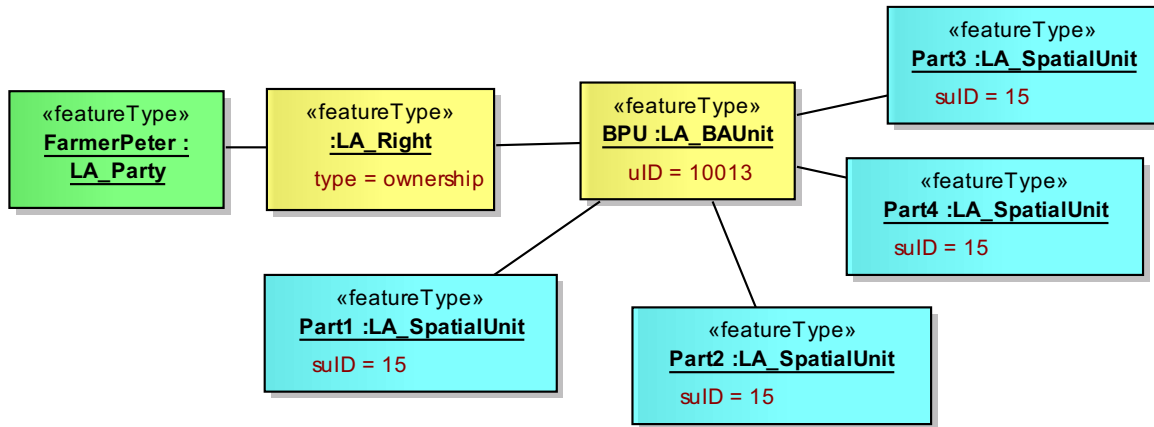 «featureType»
FarmerPeter :
LA_Party
«featureType»
:LA_Right
type = ownership
«featureType»
BPU :LA_BAUnit
uID = 10013
«featureType»
Part3 :LA_SpatialUnit
suID = 15
«featureType»
Part4 :LA_SpatialUnit
suID = 15
«featureType»
Part1 :LA_SpatialUnit
suID = 15
«featureType»
Part2 :LA_SpatialUnit
suID = 15